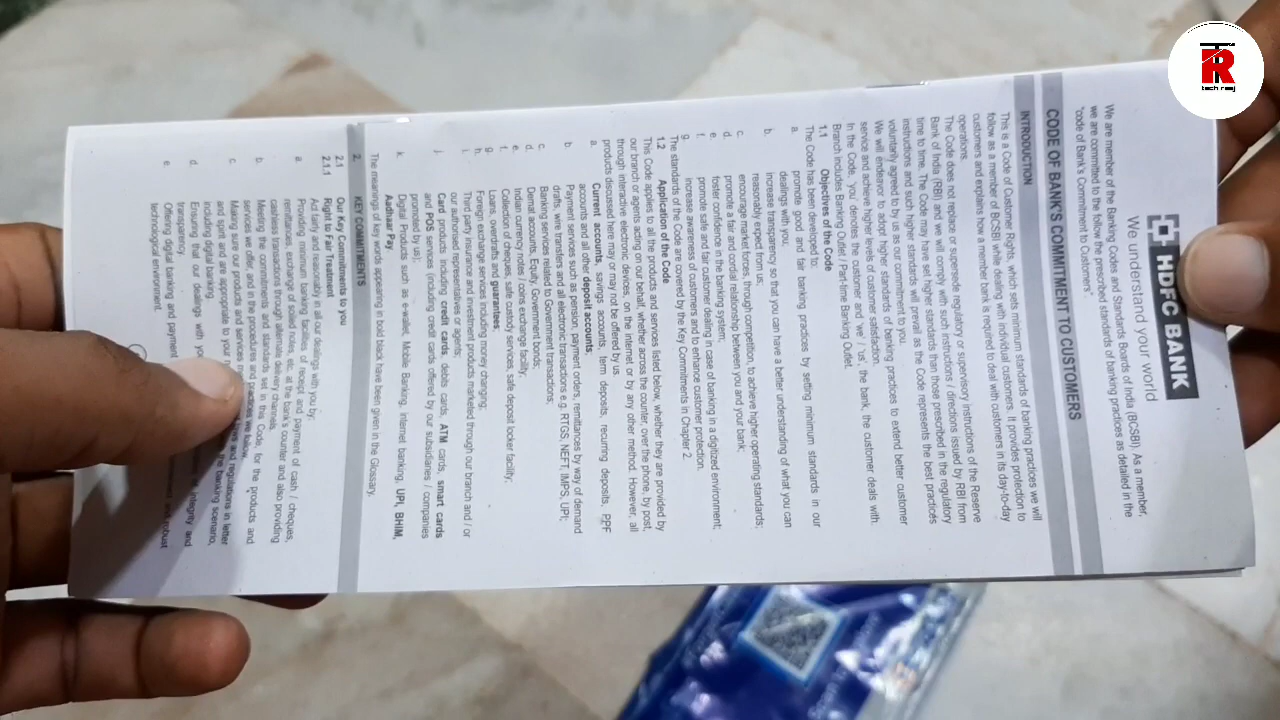 HDFC BANK
We understand your world
We are member of the Banking Codes and Standards Board of India (BCSBI). As a member,
we are committed to the follow the prescribed standards of banking practices as detailed in the
"code of Bank's Commitment to Customers".
CODE OF BANK'S COMMITMENT TO CUSTOMERS
INTRODUCTION
This is a Code of Customer Rights, which sets minimum standards of banking practices we will
follow as a member of BCSBI while dealing with individual customers. It provides protection to
customers and explains how a member bank is required to deal with customers in its day-to-day
operations.
The Code does not replace or supersede regulatory or supervisory instructions of the Reserve
Bank of India (RBI) and we will comply with such instructions / directions issued by RBI from
time to time. The Code may have set higher standards than those prescribed in the regulatory
instructions and such higher standards will prevail as the Code represents the best practices
voluntarily agreed to by us as our commitment to you.
We will endeavor to adopt higher standards of banking practices to extend better customer
service and achieve higher levels of customer satisfaction.
In the Code, 'you' denotes the customer and 'we' / 'us', the bank, the customer deals with.
Branch includes Banking Outlet / Part-time Banking Outlet.
1.1 Objectives of the Code
The Code has been developed to:
a. promote good and fair banking practices by setting minimum standards in our
dealings with you;
b. increase transparency so that you can have a better understanding of what you can
reasonably expect from us;
c. encourage market forces, through competition, to achieve higher operating standards;
d. promote a fair and cordial relationship between you and your bank;
e. foster confidence in the banking system;
f. promote safe and fair customer dealing in case of banking in a digitized environment;
g. increase awareness of customers and to enhance customer protection.
The standards of the Code are covered by the Key Commitments in Chapter 2.
1.2 Application of the Code
This Code applies to all the products and services listed below, whether they are provided by
our branch or agents acting on our behalf, whether across the counter, over the phone, by post,
through interactive electronic devices, on the internet or by any other method. However, all
products discussed here may or may not be offered by us.
a. Current accounts, savings accounts, term deposits, recurring deposits, PPF
accounts and all other deposit accounts;
b. Payment services such as pension, payment orders, remittances by way of demand
drafts, wire transfers and all electronic transactions e.g. RTGS, NEFT, IMPS, UPI;
c. Banking services related to Government transactions;
d. Demat accounts, Equity, Government bonds;
e. Indian currency notes / coins exchange facility;
f. Collection of cheques, safe custody services, safe deposit locker facility;
g. Loans, overdrafts and guarantees;
h. Foreign exchange services including money changing;
i. Third party insurance and investment products marketed through our branch and / or
our authorised representatives or agents;
j. Card products including credit cards, debit cards, ATM cards, smart cards
and POS services (including credit cards offered by our subsidiaries / companies
promoted by us);
k. Digital Products such as e-wallet, Mobile Banking, internet banking, UPI, BHIM,
Aadhar Pay
The meanings of key words appearing in bold black have been given in the Glossary.
2. KEY COMMITMENTS
2.1 Our Key Commitments to you
2.1.1 Right to Fair Treatment
Act fairly and reasonably in all our dealings with you by:
a. Providing minimum banking facilities of receipt and payment of cash / cheques,
remittances, exchange of soiled notes, etc. at the bank's counter and also providing
cashless transactions through alternate delivery channels.
b. Meeting the commitments and standards set in this Code, for the products and
services we offer, and in the procedures and practices we follow.
c. Making sure our products and services laws and regulations in letter
and spirit and are appropriate to your
including digital banking. the banking scenario,
d. Ensuring that our dealings with you of integrity and
transparency.
e. Offering digital banking and payment and robust
technological environment.
TR
tech raaj